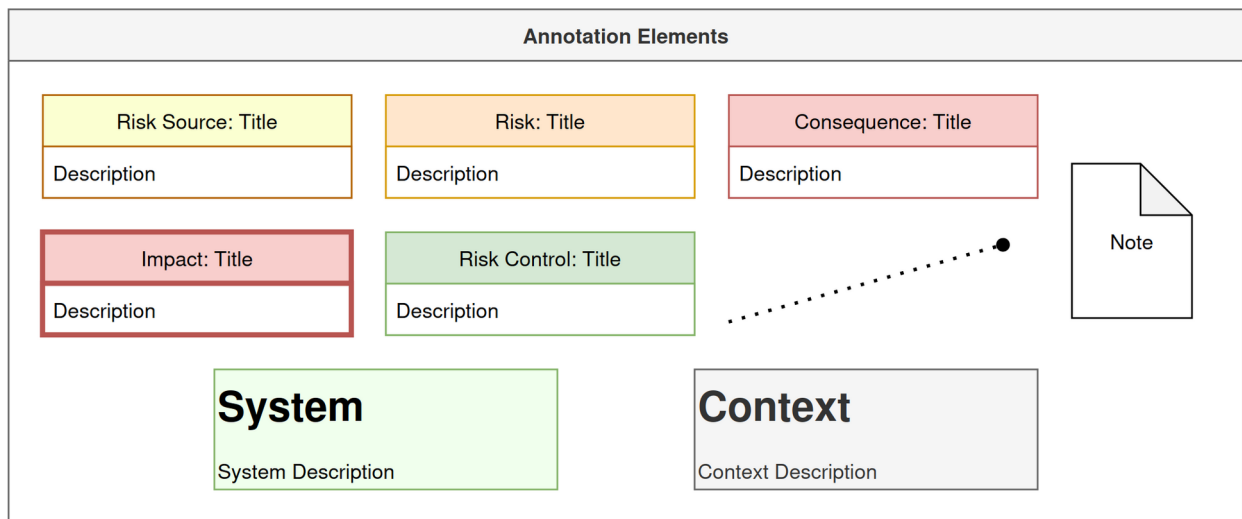 Annotation Elements
Risk Source: Title
Description
Risk: Title
Description
Consequence: Title
Description
Note
Impact: Title
Description
Risk Control: Title
Description
System
System Description
Context
Context Description